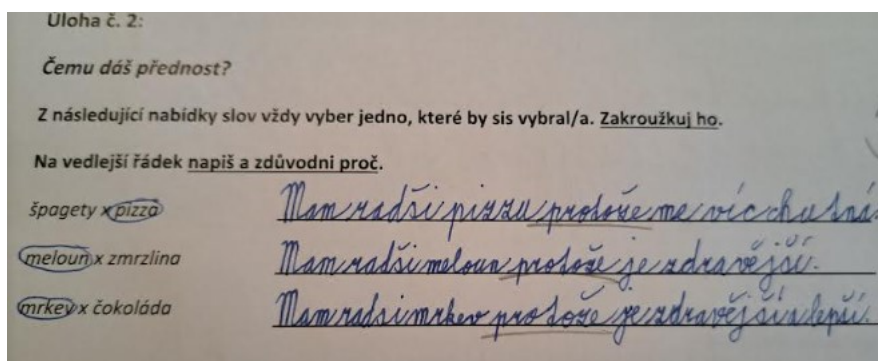 Úloha č. 2:
Čemu dáš přednost?
Z následující nabídky slov vždy vyber jedno, které by sis vybral/a. Zakroužkuj ho.
Na vedlejší řádek napiš a zdůvodni proč.
špagety x pizza Mam radši pizzu protože me víc chutná.
meloun x zmrzlina Mam radši meloun protože je zdravější.
mrkev x čokoláda Mam radsi mrkev protože je zdravější a lepší.